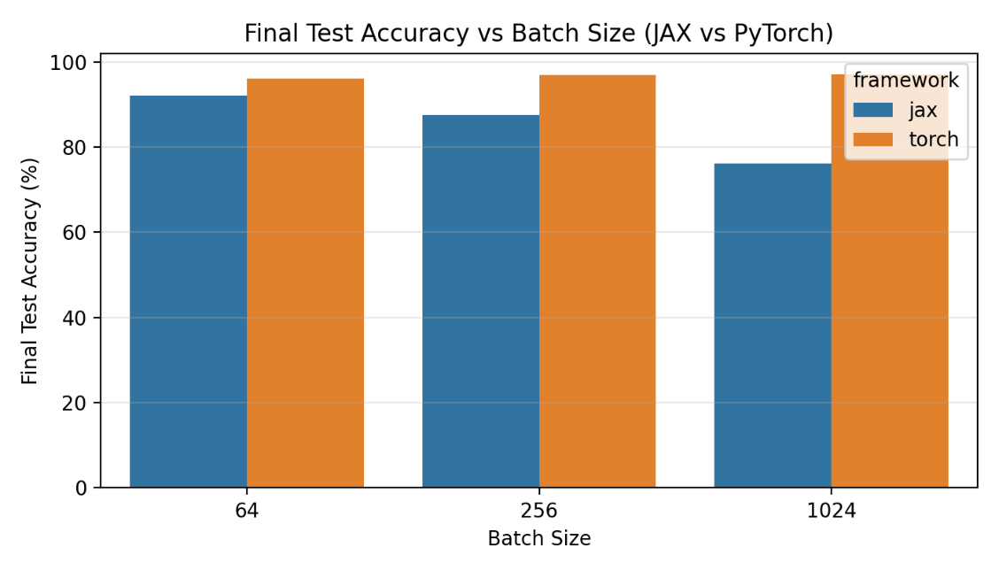 Final Test Accuracy vs Batch Size (JAX vs PyTorch)
Final Test Accuracy (%)
100
80
60
40
20
0
framework
jax
torch
64
256
1024
Batch Size